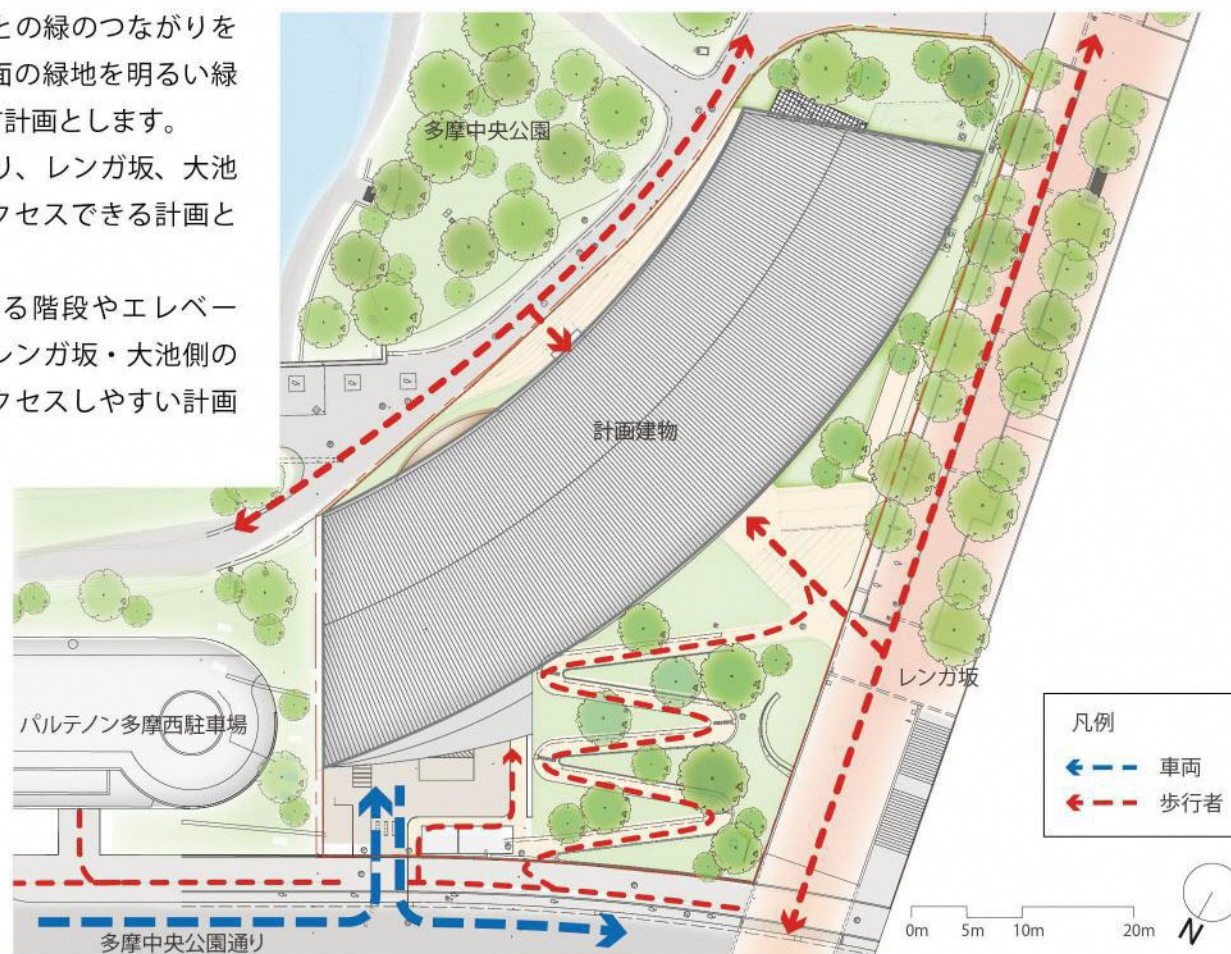 との緑のつながりを
面の緑地を明るい緑
計画とします。
り、レンガ坂、大池
クセスできる計画と
る階段やエレベー
レンガ坂・大池側の
クセスしやすい計画
多摩中央公園
計画建物
レンガ坂
パルテノン多摩西駐車場
多摩中央公園通り
凡例
車両
歩行者
0m 5m 10m 20m
N